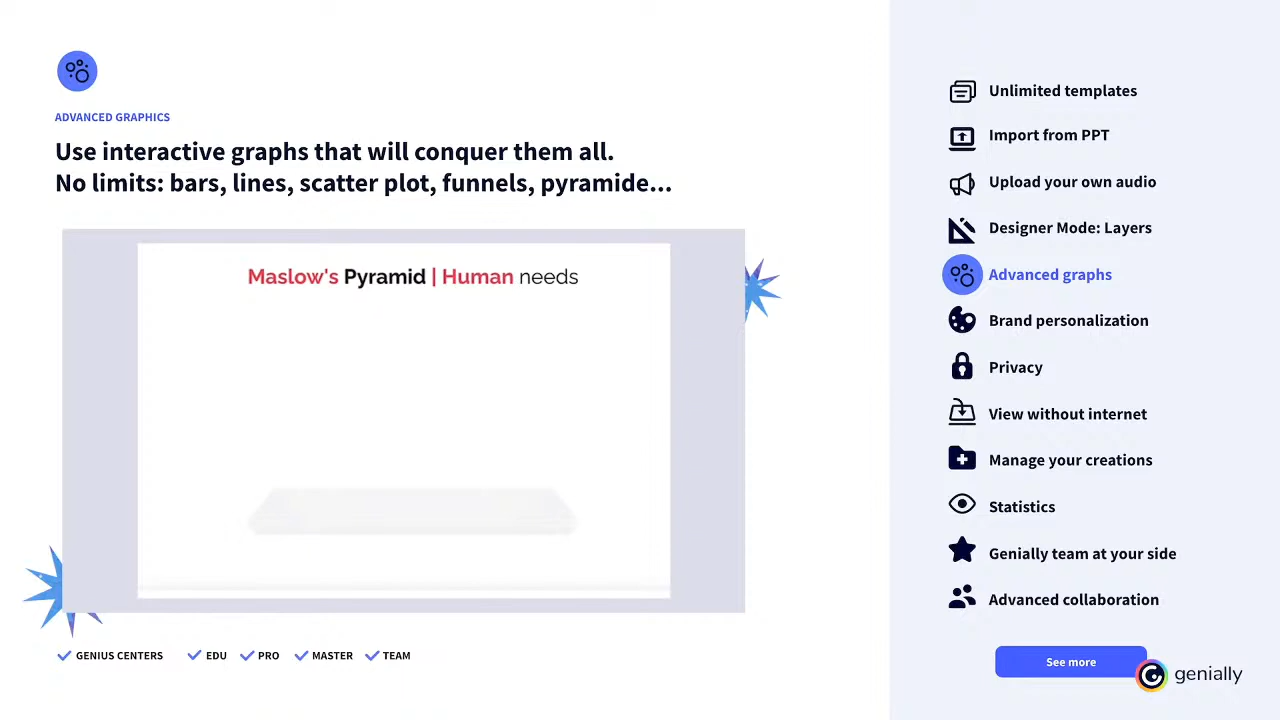 ADVANCED GRAPHICS
Use interactive graphs that will conquer them all.
No limits: bars, lines, scatter plot, funnels, pyramide...
Maslow's Pyramid | Human needs
GENIUS CENTERS EDU PRO MASTER TEAM
Unlimited templates
Import from PPT
Upload your own audio
Designer Mode: Layers
Advanced graphs
Brand personalization
Privacy
View without internet
Manage your creations
Statistics
Genially team at your side
Advanced collaboration
See more
genially